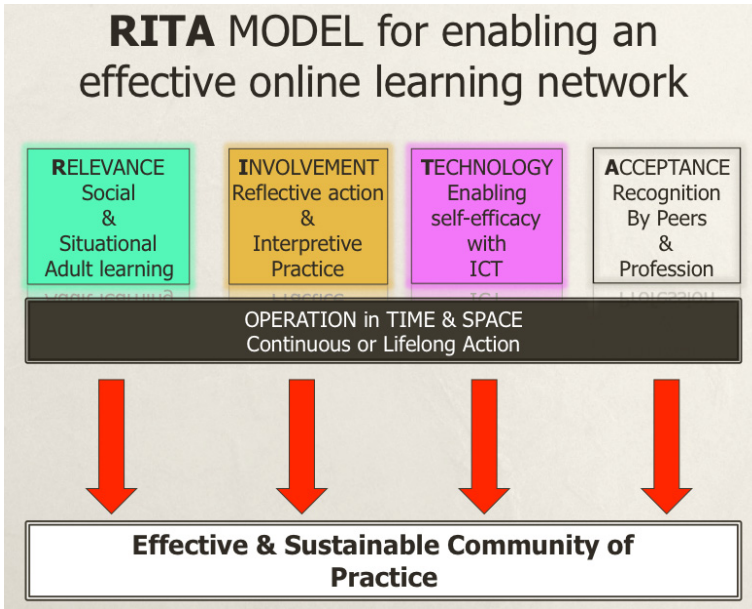 RITA MODEL for enabling an
effective online learning network
RELEVANCE
Social
&
Situational
Adult learning
INVOLVEMENT
Reflective action
&
Interpretive
Practice
TECHNOLOGY
Enabling
self-efficacy
with
ICT
ACCEPTANCE
Recognition
By Peers
&
Profession
OPERATION in TIME & SPACE
Continuous or Lifelong Action
Effective & Sustainable Community of
Practice